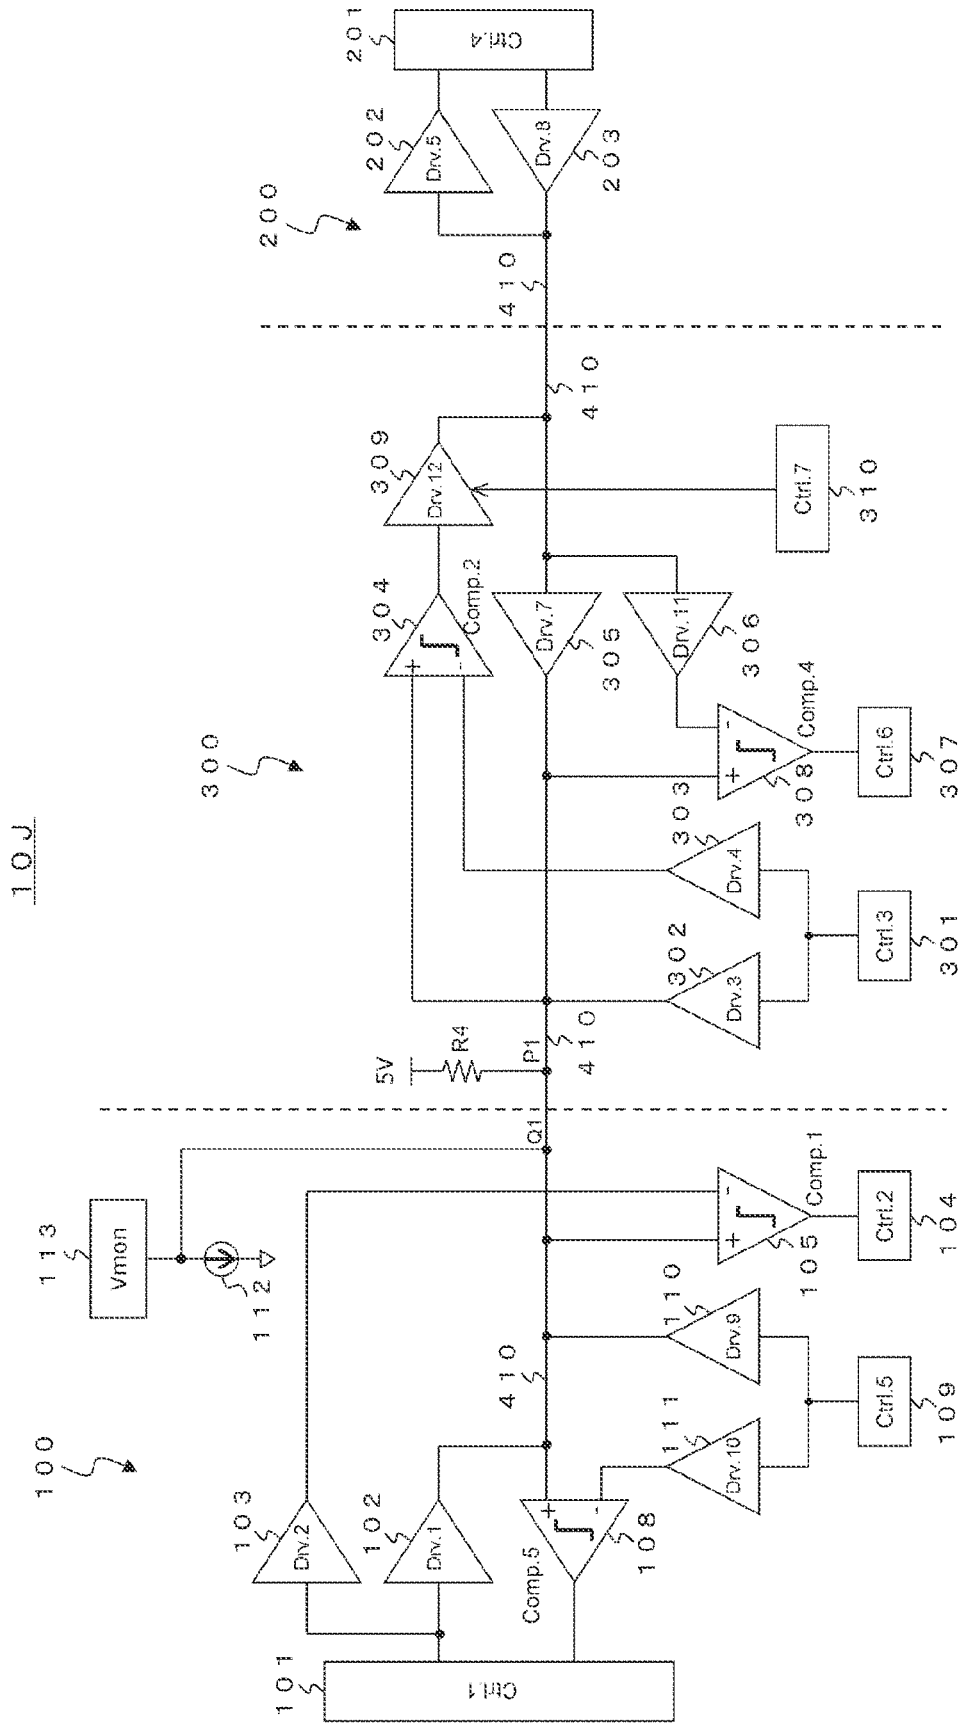 10J
100
300
200
101
Ctrl.1
103
Drv.2
102
Drv.1
Comp.5
108
+
-
111
Drv.10
110
Drv.9
Ctrl.5
109
410
113
Vmon
112
Q1
+
-
105
Comp.1
Ctrl.2
104
5V
R4
P1
410
302
Drv.3
303
Drv.4
Ctrl.3
301
304
+
-
Comp.2
309
Drv.12
Drv.7
305
Drv.11
306
+
-
308
Comp.4
Ctrl.6
307
Ctrl.7
310
410
410
202
Drv.5
Drv.8
203
201
Ctrl.4